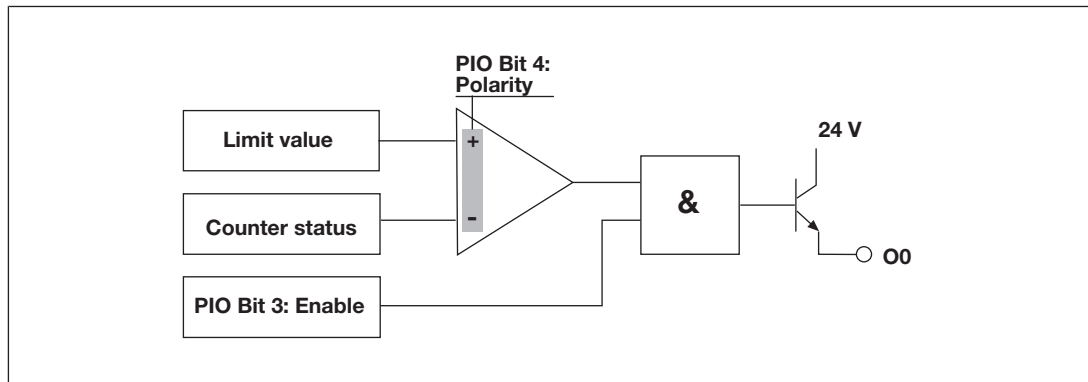 PIO Bit 4:
Polarity
Limit value
+
24 V
&
Counter status
-
O0
PIO Bit 3: Enable